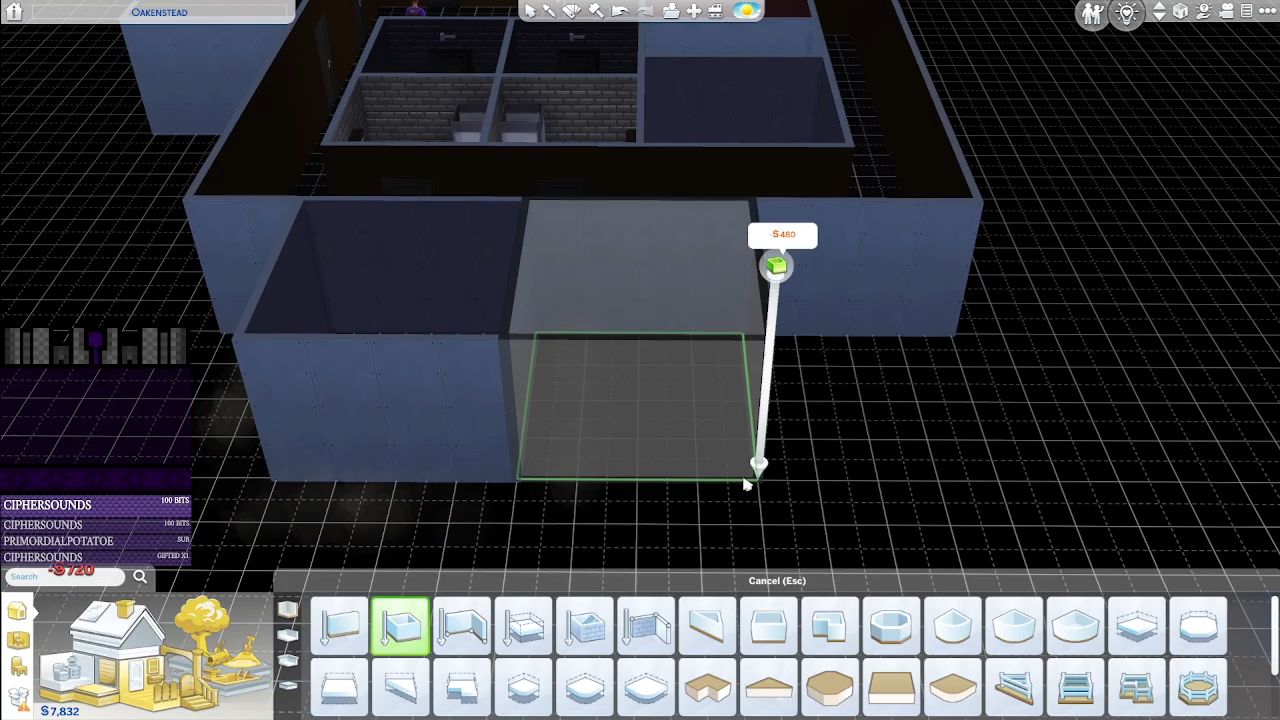 OAKENSTEAD
-§480
CIPHERSOUNDS 100 BITS
CIPHERSOUNDS 100 BITS
PRIMORDIALPOTATOE SUB
CIPHERSOUNDS GIFTED X1
-§720
Search
Cancel (Esc)
§7,832